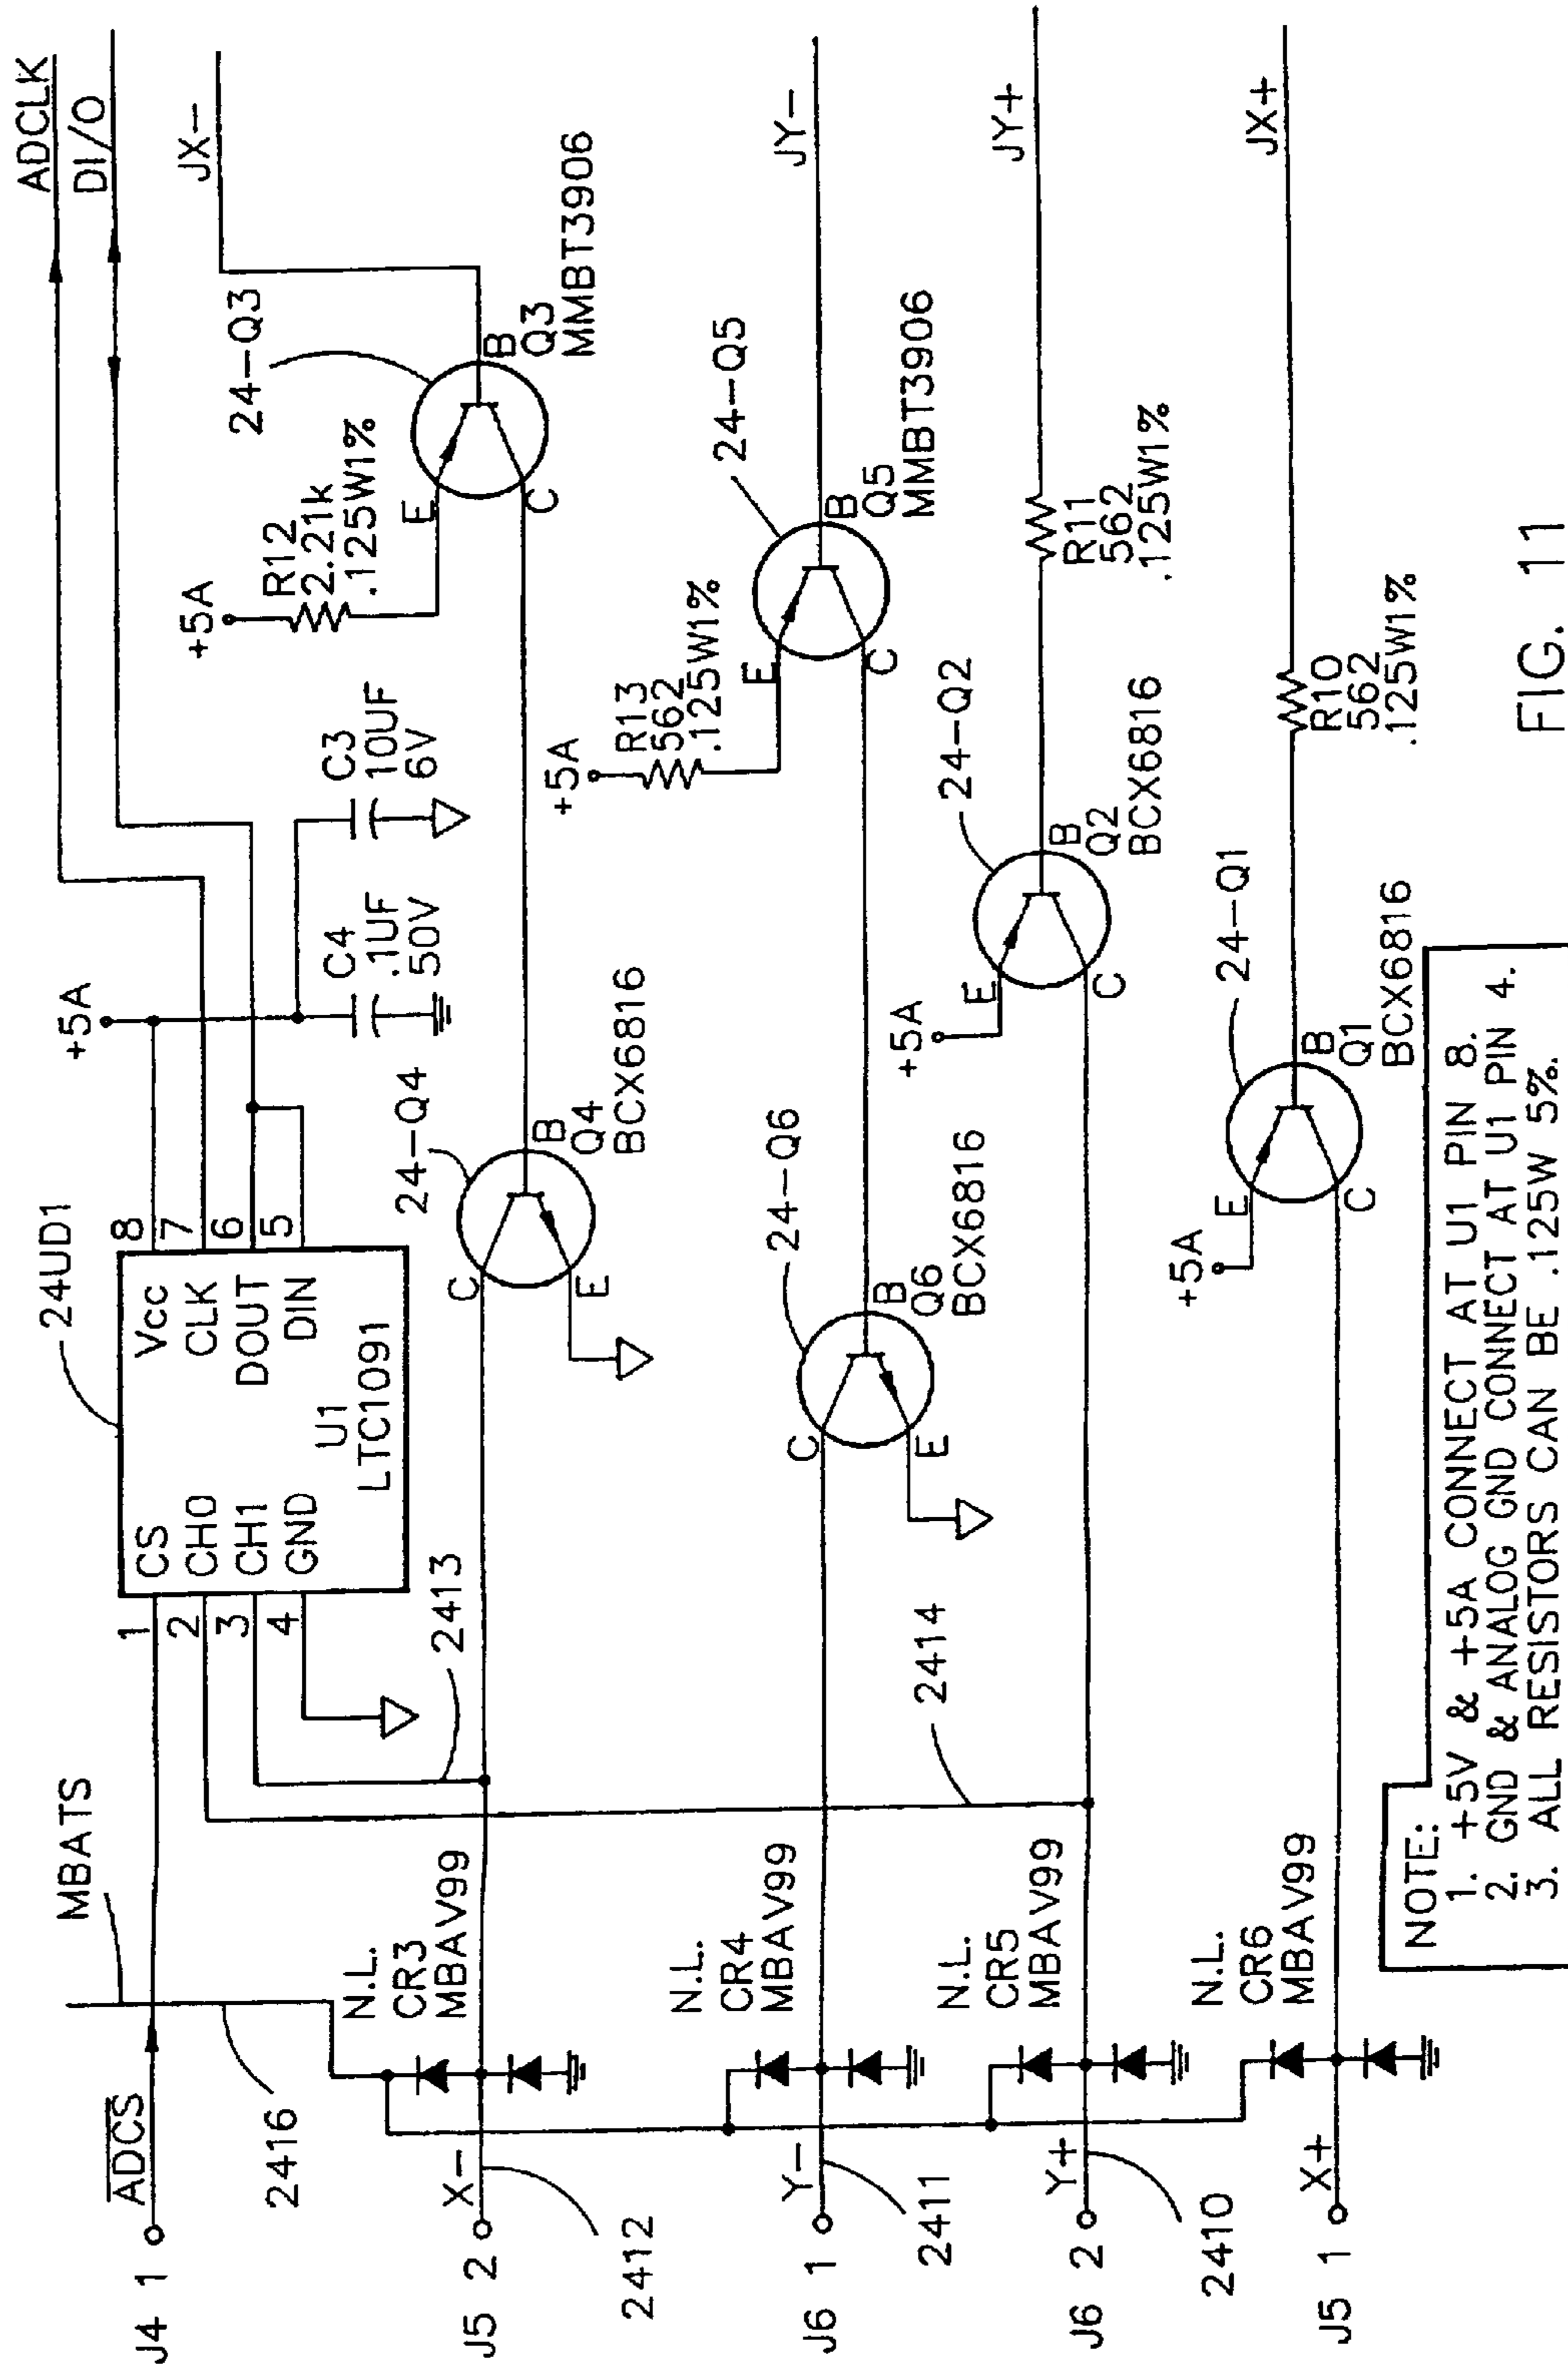 J4 1
ADCS
MBATS
2416
24UD1
1 CS
2 CH0
3 CH1
4 GND
Vcc 8
CLK 7
DOUT 6
DIN 5
U1
LTC1091
+5A
C4
.1UF
50V
C3
10UF
6V
ADCLK
DI/O
JX-
J5 2
X-
2412
N.L.
CR3
MBAV99
2413
24-Q4
C
E
B
Q4
BCX6816
+5A
R12
2.21k
.125W1%
24-Q3
E
C
B
Q3
MMBT3906
J6 1
Y-
2411
N.L.
CR4
MBAV99
2414
24-Q6
C
E
B
Q6
BCX6816
+5A
R13
562
.125W1%
24-Q5
E
C
B
Q5
MMBT3906
JY-
J6 2
Y+
2410
N.L.
CR5
MBAV99
+5A
24-Q2
E
C
B
Q2
BCX6816
R11
562
.125W1%
JY+
J5 1
X+
N.L.
CR6
MBAV99
+5A
24-Q1
E
C
B
Q1
BCX6816
R10
562
.125W1%
JX+
NOTE:
1. +5V & +5A CONNECT AT U1 PIN 8.
2. GND & ANALOG GND CONNECT AT U1 PIN 4.
3. ALL RESISTORS CAN BE .125W 5%.
FIG. 11